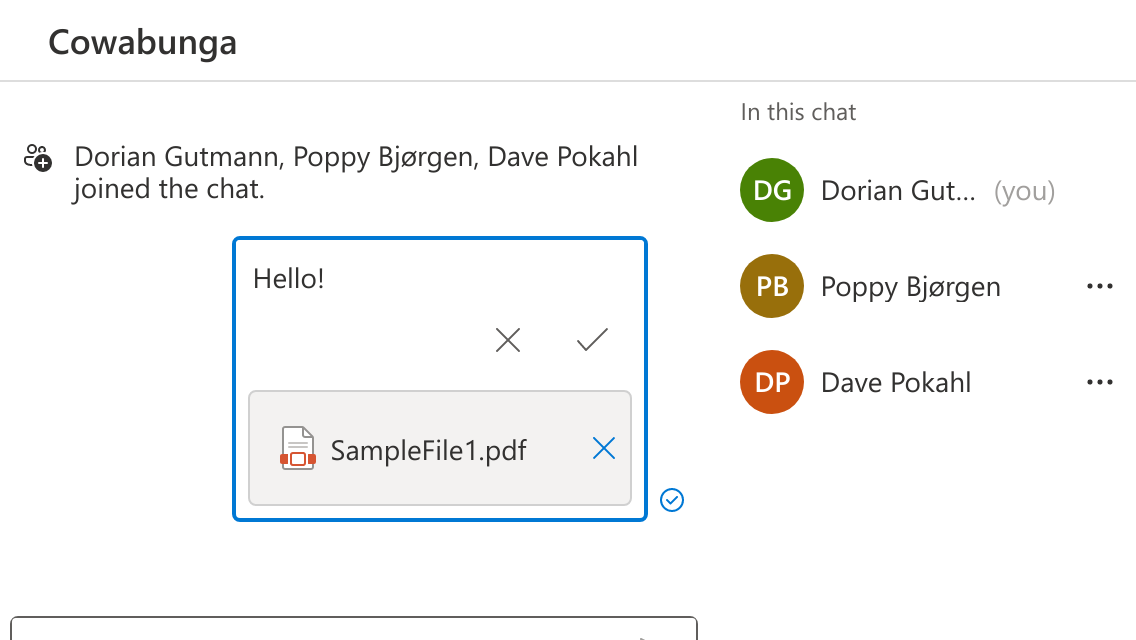 Cowabunga
Dorian Gutmann, Poppy Bjørgen, Dave Pokahl
joined the chat.
Hello!
SampleFile1.pdf
In this chat
DG Dorian Gut... (you)
PB Poppy Bjørgen
DP Dave Pokahl